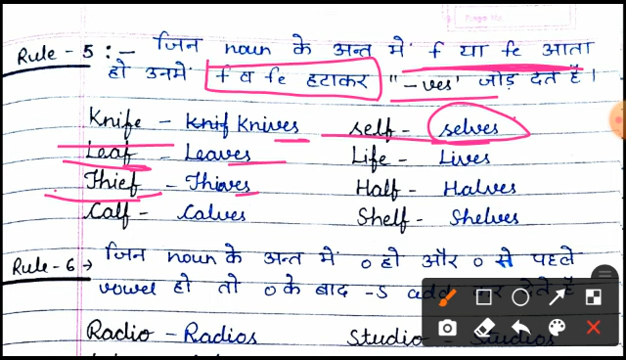 Rule - 5 :- जिन noun के अन्त में f या fe आता
हो उनमें f व fe हटाकर "-ves" जोड़ देते है।
Knife - Knif Knives self - selves
Leaf - Leaves Life - Lives
Thief - Thieves Half - Halves
Calf - Calves Shelf - Shelves
Rule - 6 → जिन noun के अन्त में o हो और o से पहले
vowel हो तो o के बाद -s add कर देते है
Radio - Radios Studio - Studios